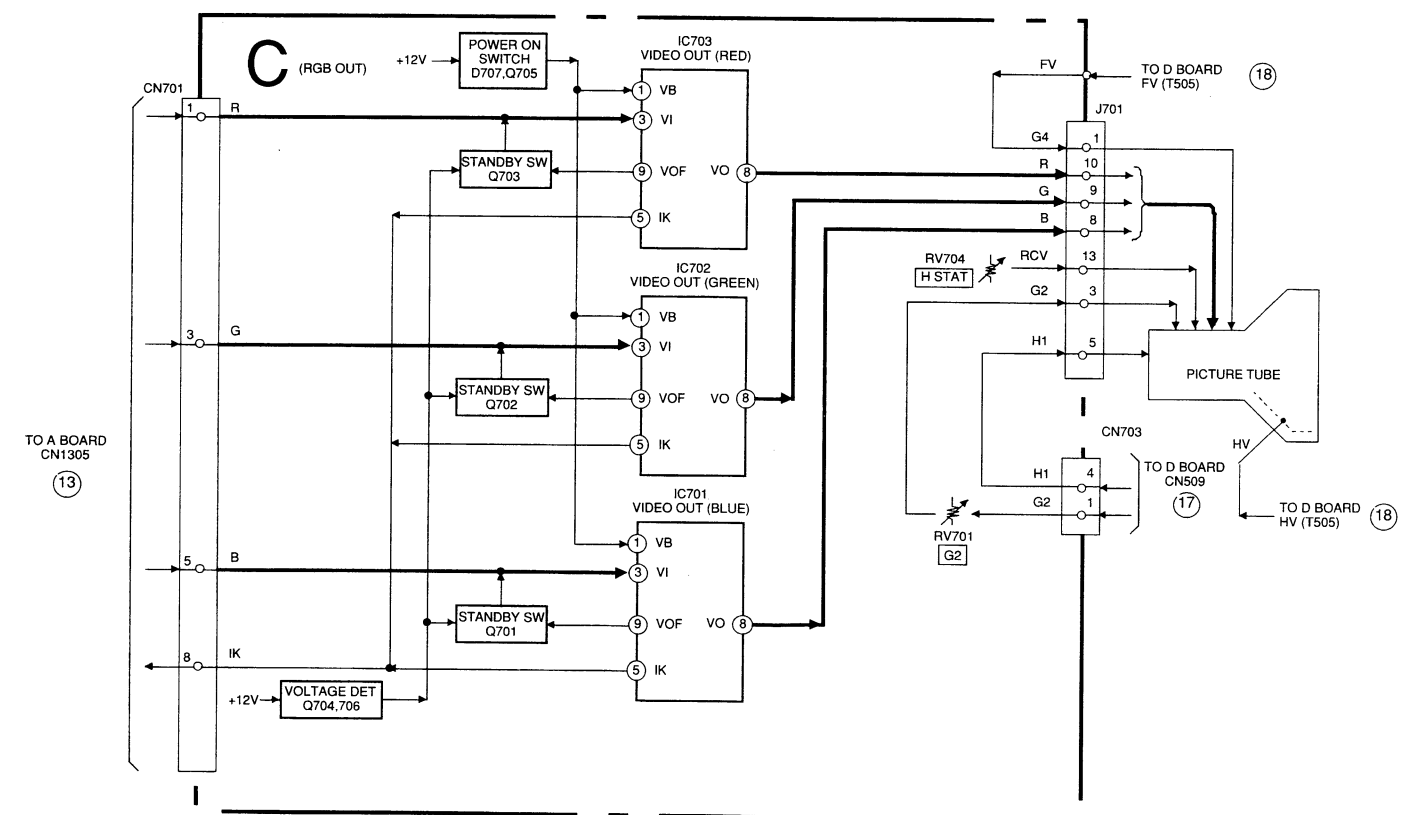 C (RGB OUT)
+12V
POWER ON
SWITCH
D707,Q705
IC703
VIDEO OUT (RED)
FV
TO D BOARD
FV (T505)
18
CN701
1
R
1 VB
3 VI
STANDBY SW
Q703
9 VOF
VO 8
5 IK
J701
G4
1
R
10
G
9
B
8
RV704
H STAT
RCV
13
G2
3
H1
5
PICTURE TUBE
IC702
VIDEO OUT (GREEN)
3
G
1 VB
3 VI
STANDBY SW
Q702
9 VOF
VO 8
5 IK
TO A BOARD
CN1305
13
CN703
H1
4
G2
1
TO D BOARD
CN509
17
HV
TO D BOARD
HV (T505)
18
RV701
G2
IC701
VIDEO OUT (BLUE)
5
B
1 VB
3 VI
STANDBY SW
Q701
9 VOF
VO 8
5 IK
8
IK
+12V
VOLTAGE DET
Q704,706